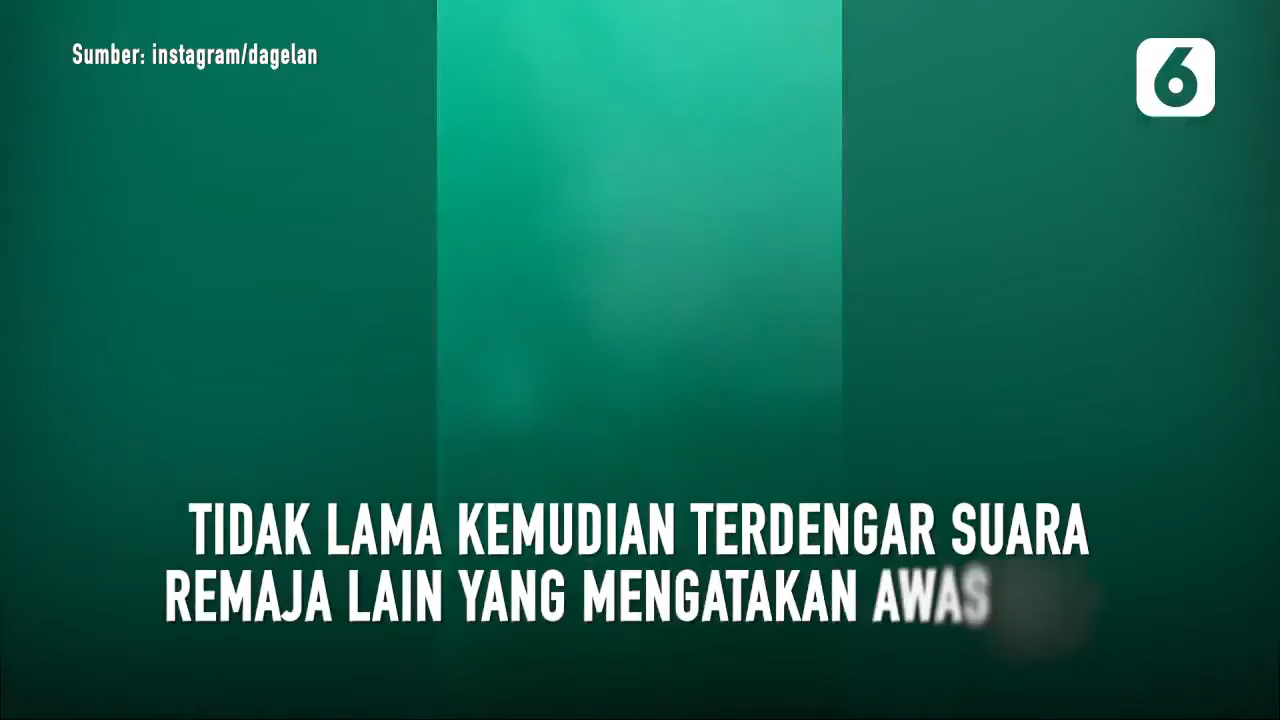 Sumber: instagram/dagelan
6
TIDAK LAMA KEMUDIAN TERDENGAR SUARA
REMAJA LAIN YANG MENGATAKAN AWAS